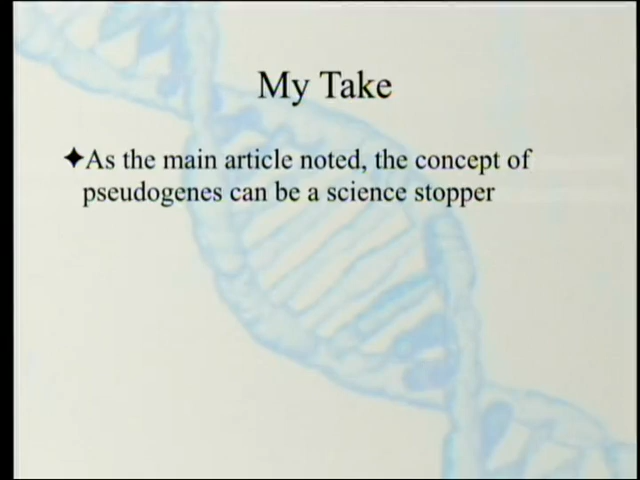 My Take
✦As the main article noted, the concept of
pseudogenes can be a science stopper